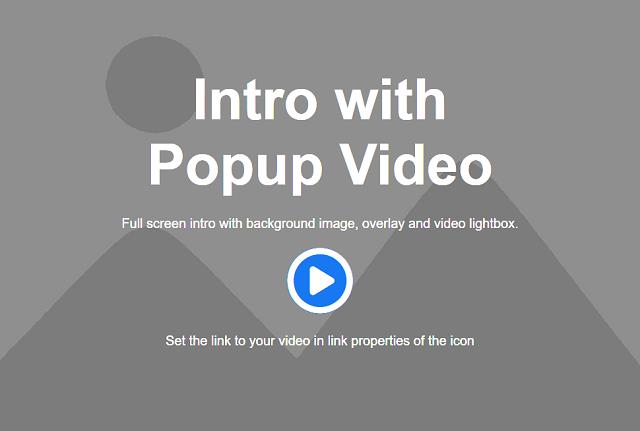 Intro with
Popup Video
Full screen intro with background image, overlay and video lightbox.
Set the link to your video in link properties of the icon